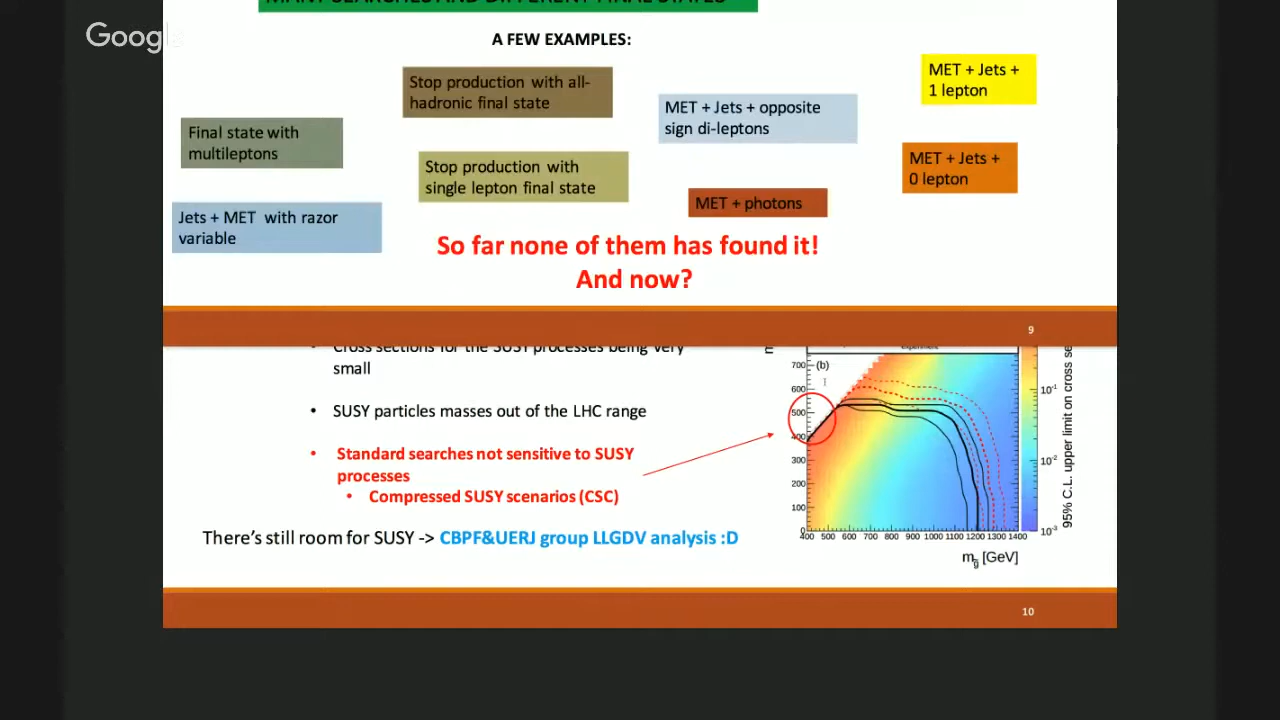 MANY SEARCHES AND DIFFERENT FINAL STATES
Google
A FEW EXAMPLES:
Stop production with all-
hadronic final state
MET + Jets +
1 lepton
MET + Jets + opposite
sign di-leptons
Final state with
multileptons
Stop production with
single lepton final state
MET + Jets +
0 lepton
MET + photons
Jets + MET with razor
variable
So far none of them has found it!
And now?
9
Cross sections for the SUSY processes being very
small
• SUSY particles masses out of the LHC range
• Standard searches not sensitive to SUSY
processes
• Compressed SUSY scenarios (CSC)
There's still room for SUSY -> CBPF&UERJ group LLGDV analysis :D
(b)
700
600
500
400
300
200
100
0
400 500 600 700 800 900 1000 1100 1200 1300 1400
m_g̃ [GeV]
10⁻¹
10⁻²
10⁻³
95% C.L. upper limit on cross se
10